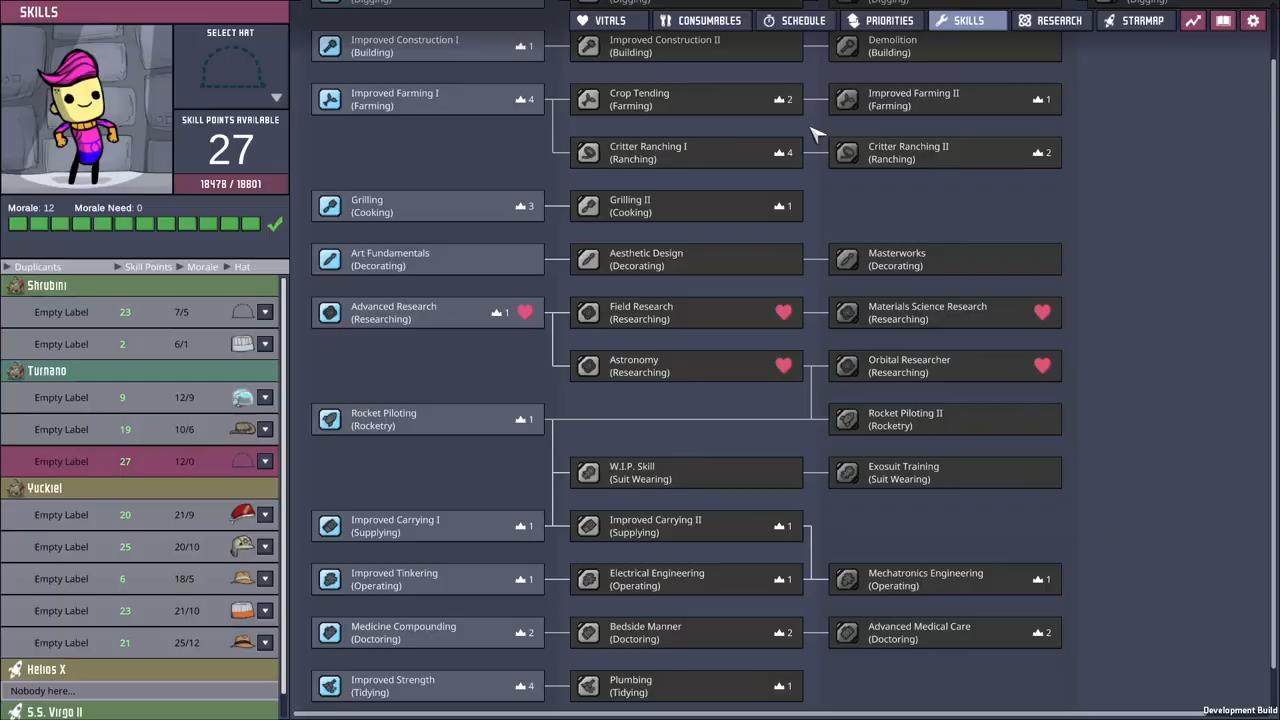 SKILLS
VITALS
CONSUMABLES
SCHEDULE
PRIORITIES
SKILLS
RESEARCH
STARMAP
SELECT HAT
SKILL POINTS AVAILABLE
27
18478 / 18801
Morale: 12 Morale Need: 0
Duplicants Skill Points Morale Hat
Shrubini
Empty Label 23 7/5
Empty Label 2 6/1
Turnano
Empty Label 9 12/9
Empty Label 19 10/6
Empty Label 27 12/0
Yuckiel
Empty Label 20 21/9
Empty Label 25 20/10
Empty Label 6 18/5
Empty Label 23 21/10
Empty Label 21 25/12
Helios X
Nobody here...
S.S. Virgo II
(Digging)
(Digging)
(Digging)
(Digging)
Improved Construction I
(Building)
1
Improved Construction II
(Building)
Demolition
(Building)
Improved Farming I
(Farming)
4
Crop Tending
(Farming)
2
Improved Farming II
(Farming)
1
Critter Ranching I
(Ranching)
4
Critter Ranching II
(Ranching)
2
Grilling
(Cooking)
3
Grilling II
(Cooking)
1
Art Fundamentals
(Decorating)
Aesthetic Design
(Decorating)
Masterworks
(Decorating)
Advanced Research
(Researching)
1
Field Research
(Researching)
Materials Science Research
(Researching)
Astronomy
(Researching)
Orbital Researcher
(Researching)
Rocket Piloting
(Rocketry)
1
Rocket Piloting II
(Rocketry)
W.I.P. Skill
(Suit Wearing)
Exosuit Training
(Suit Wearing)
Improved Carrying I
(Supplying)
1
Improved Carrying II
(Supplying)
1
Improved Tinkering
(Operating)
1
Electrical Engineering
(Operating)
1
Mechatronics Engineering
(Operating)
1
Medicine Compounding
(Doctoring)
2
Bedside Manner
(Doctoring)
2
Advanced Medical Care
(Doctoring)
2
Improved Strength
(Tidying)
4
Plumbing
(Tidying)
1
Development Build